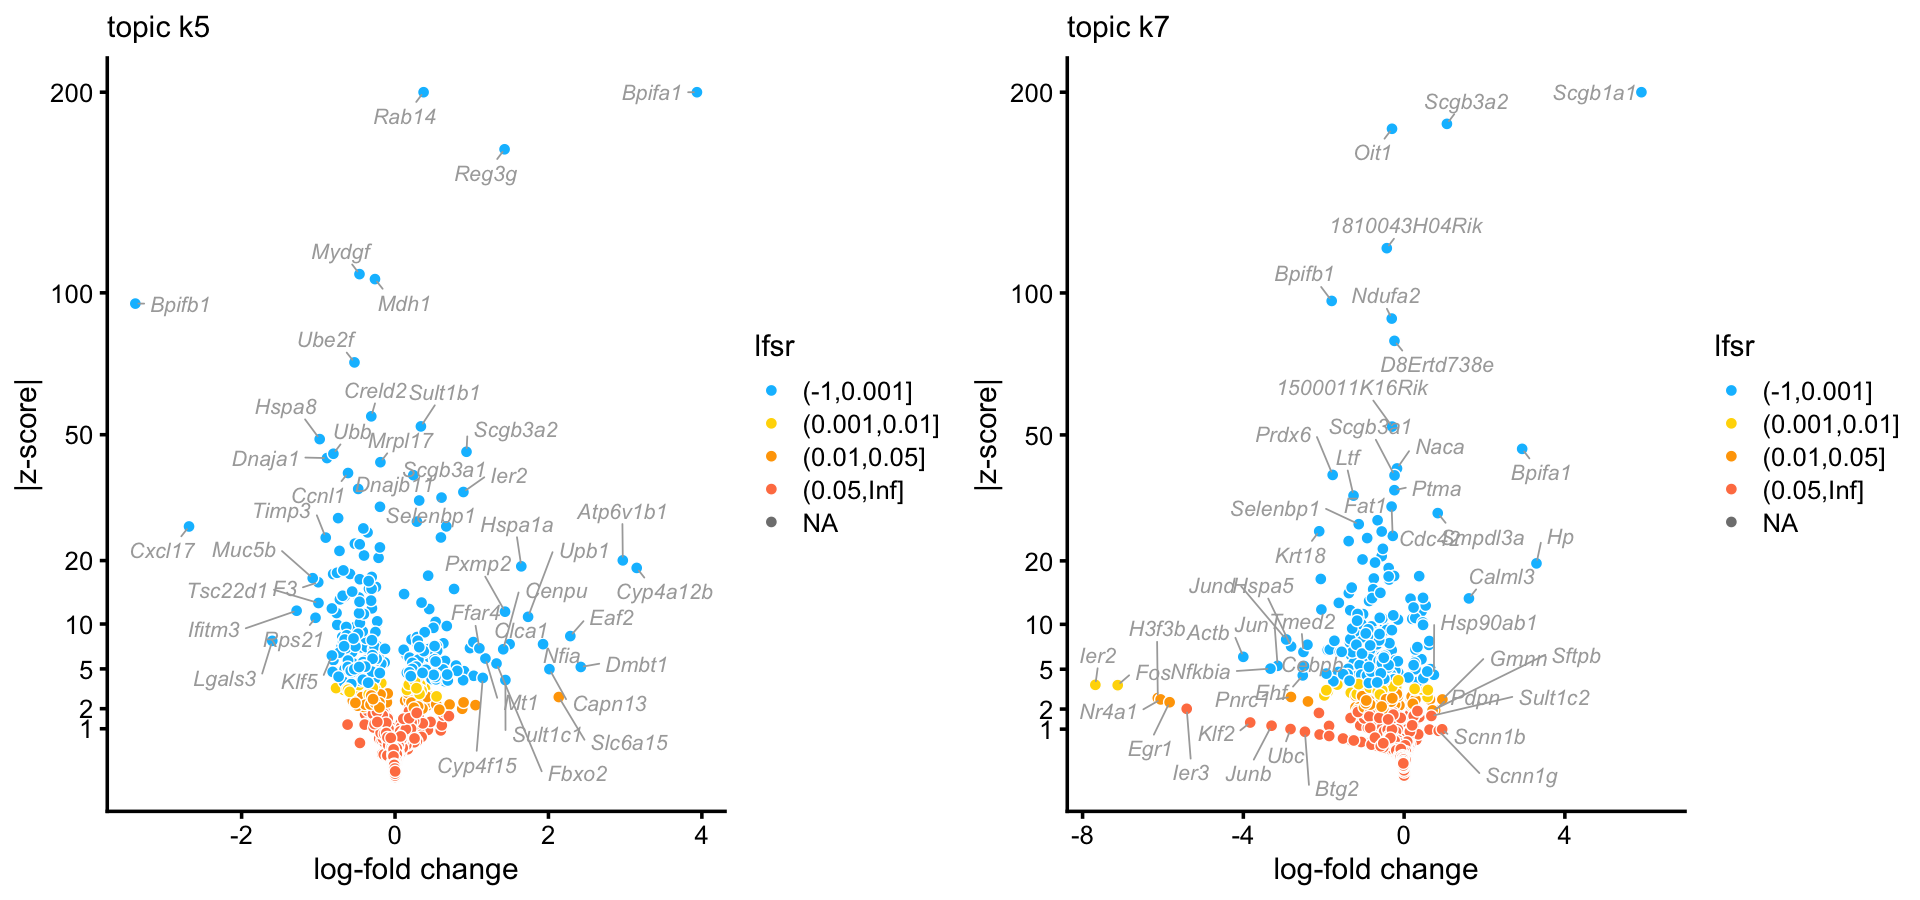 topic k5
200
100
50
20
10
5
2
1
|z-score|
-2
0
2
4
log-fold change
Rab14
Bpifa1
Reg3g
Mydgf
Mdh1
Bpifb1
Ube2f
Creld2
Sult1b1
Hspa8
Ubb
Mrpl17
Scgb3a2
Dnaja1
Scgb3a1
Ier2
Ccnl1
Dnajb11
Timp3
Selenbp1
Hspa1a
Atp6v1b1
Cxcl17
Muc5b
Pxmp2
Upb1
Tsc22d1
F3
Cenpu
Cyp4a12b
Ifitm3
Rps21
Ffar4
Clca1
Eaf2
Lgals3
Klf5
Nfia
Dmbt1
Mt1
Capn13
Sult1c1
Slc6a15
Cyp4f15
Fbxo2
lfsr
(-1,0.001]
(0.001,0.01]
(0.01,0.05]
(0.05,Inf]
NA
topic k7
200
100
50
20
10
5
2
1
|z-score|
-8
-4
0
4
log-fold change
Scgb3a2
Scgb1a1
Oit1
1810043H04Rik
Bpifb1
Ndufa2
D8Ertd738e
1500011K16Rik
Prdx6
Scgb3a1
Naca
Ltf
Bpifa1
Ptma
Selenbp1
Fat1
Krt18
Cdc42
Smpdl3a
Hp
Jund
Hspa5
Calml3
H3f3b
Actb
Jun
Tmed2
Hsp90ab1
Ier2
Fos
Nfkbia
Cebpb
Gmnn
Sftpb
Nr4a1
Pnrc1
Ehf
Pdpn
Sult1c2
Egr1
Klf2
Scnn1b
Ier3
Junb
Ubc
Btg2
Scnn1g
lfsr
(-1,0.001]
(0.001,0.01]
(0.01,0.05]
(0.05,Inf]
NA